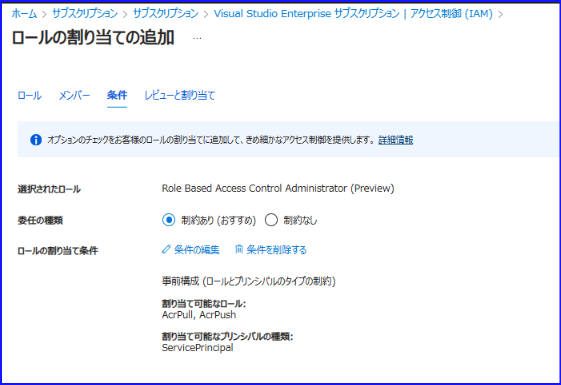 ホーム > サブスクリプション > サブスクリプション > Visual Studio Enterprise サブスクリプション | アクセス制御 (IAM) >
ロールの割り当ての追加 …
ロール メンバー 条件 レビューと割り当て
オプションのチェックをお客様のロールの割り当てに追加して、きめ細かなアクセス制御を提供します。 詳細情報
選択されたロール Role Based Access Control Administrator (Preview)
委任の種類 制約あり (おすすめ) 制約なし
ロールの割り当て条件 条件の編集 条件を削除する
事前構成 (ロールとプリンシパルのタイプの制約)
割り当て可能なロール:
AcrPull, AcrPush
割り当て可能なプリンシパルの種類:
ServicePrincipal